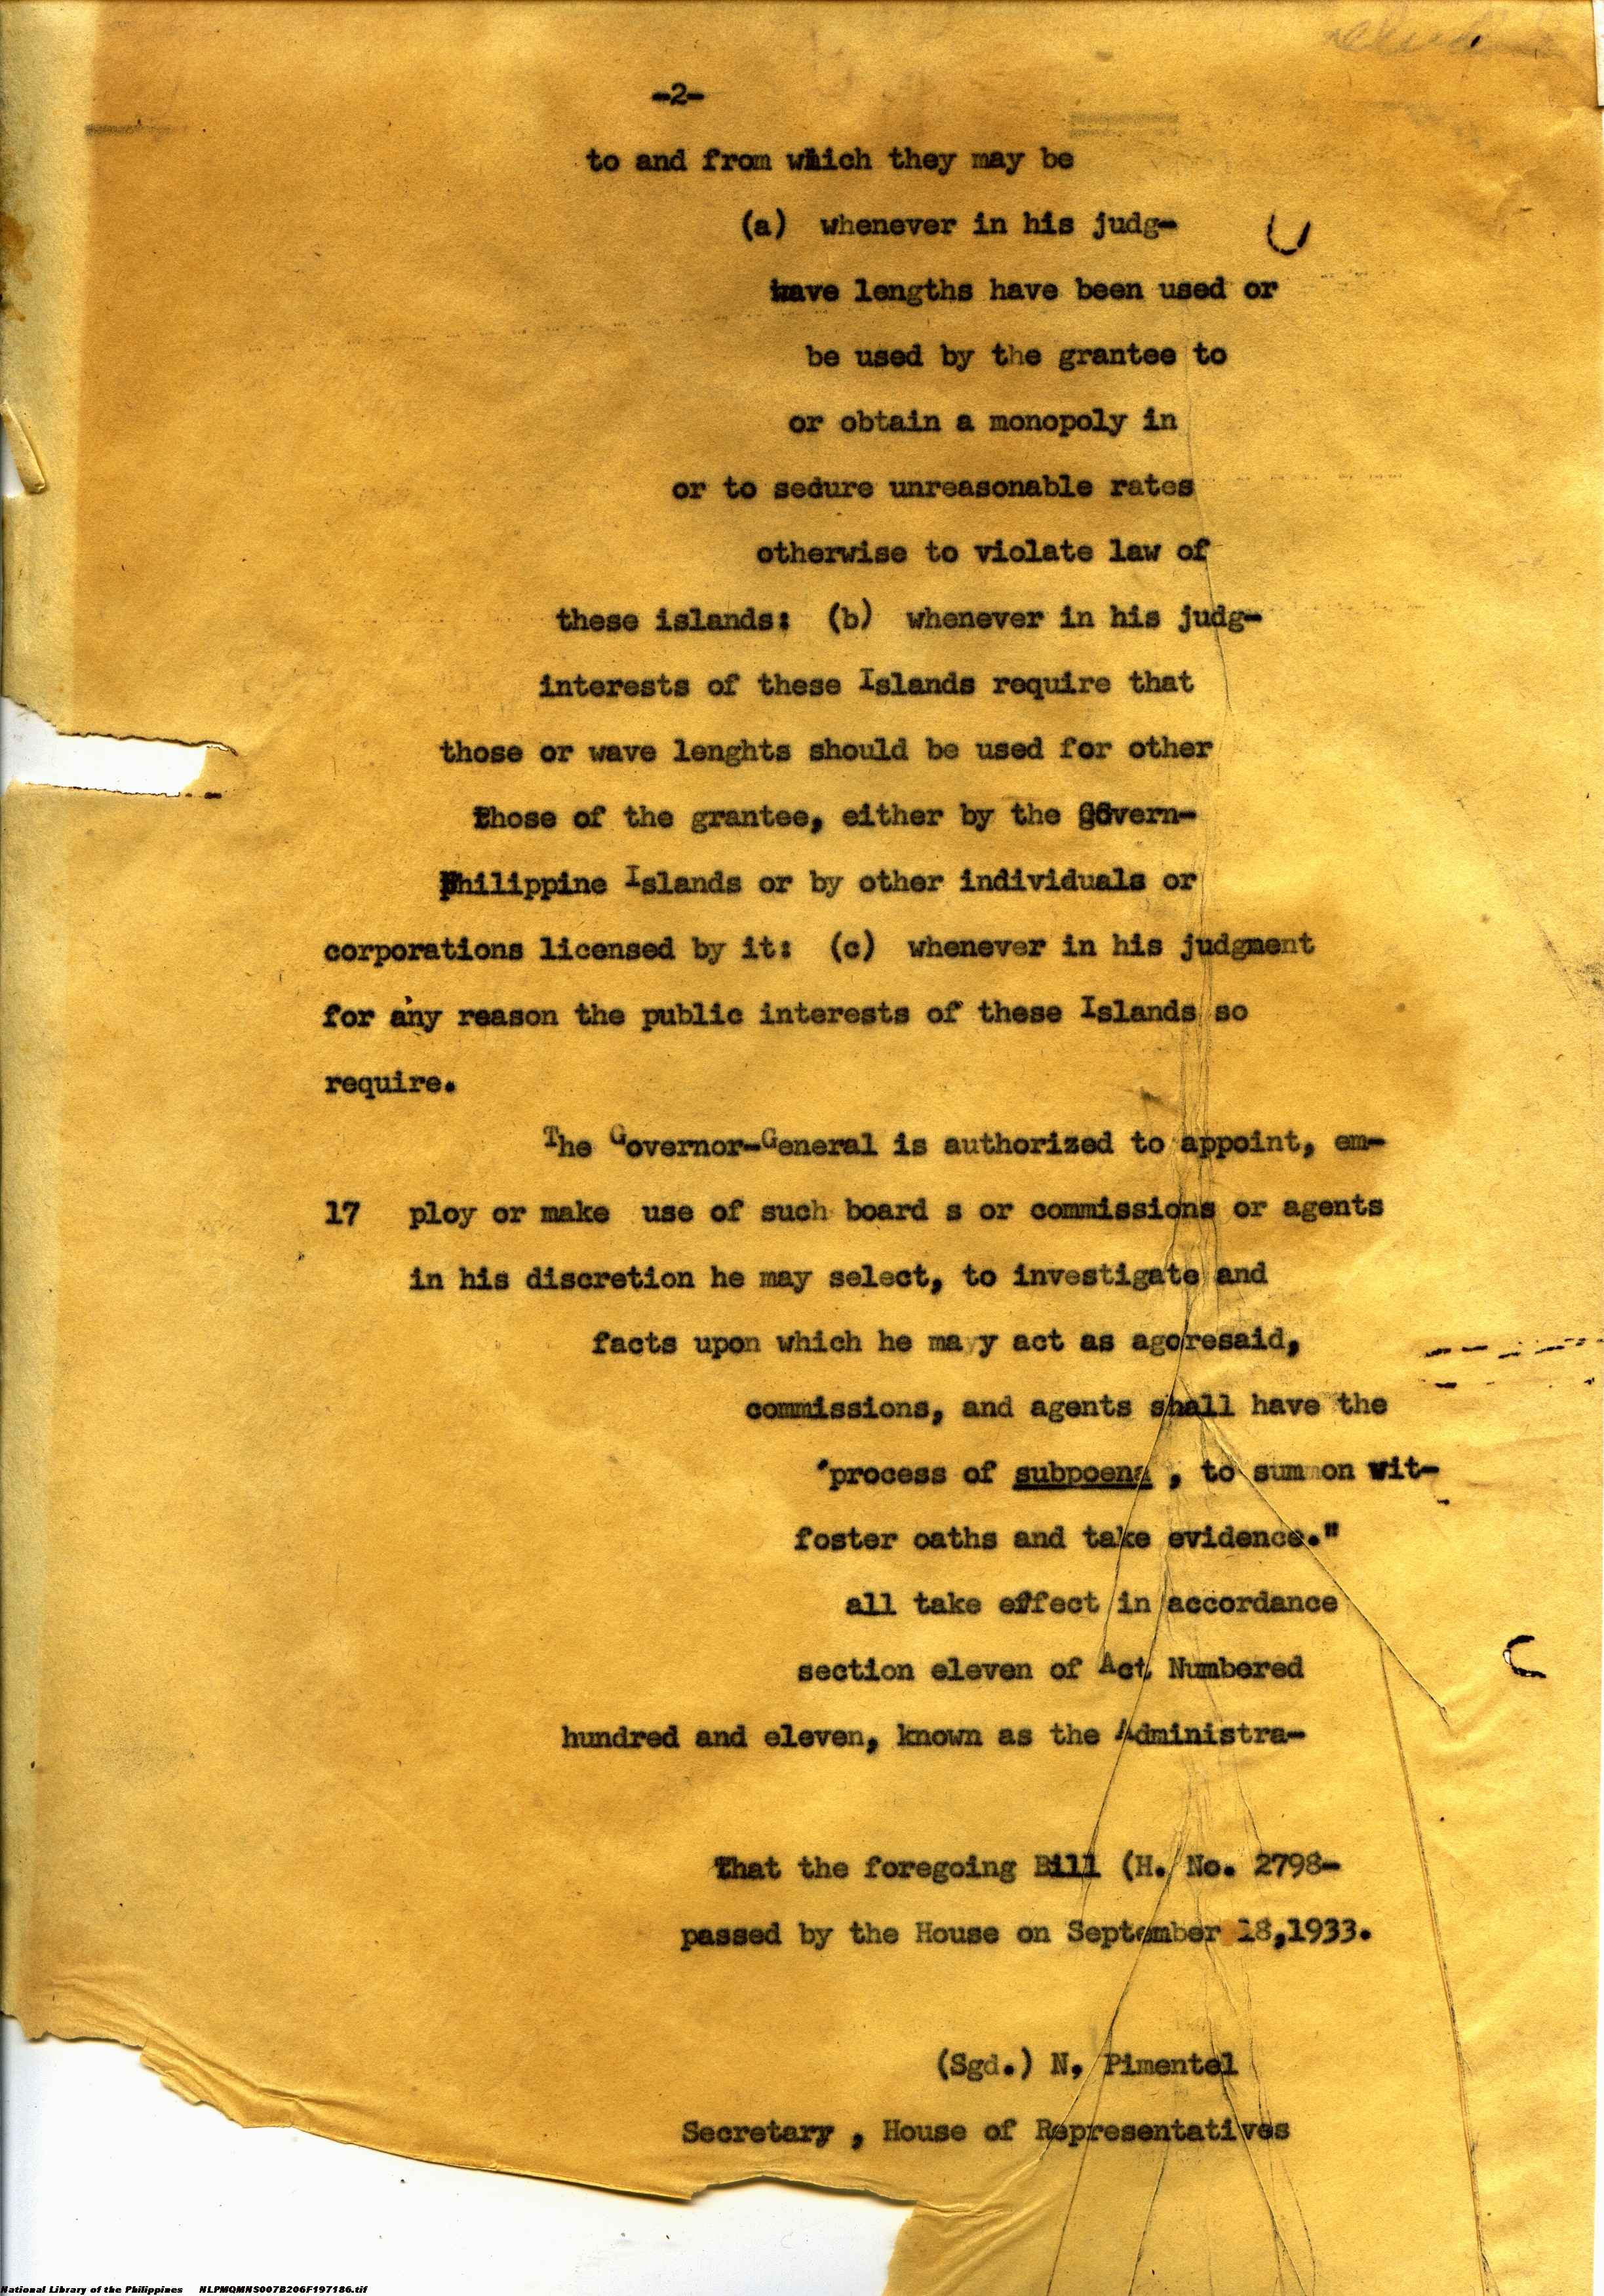 -2-
to and from which they may be
(a) whenever in his judg-
wave lengths have been used or
be used by the grantee to
or obtain a monopoly in
or to sedure unreasonable rates
otherwise to violate law of
these islands: (b) whenever in his judg-
interests of these Islands require that
those or wave lenghts should be used for other
those of the grantee, either by the govern-
Philippine Islands or by other individuals or
corporations licensed by it: (c) whenever in his judgment
for any reason the public interests of these Islands so
require.
The Governor-General is authorized to appoint, em-
17 ploy or make use of such board s or commissions or agents
in his discretion he may select, to investigate and
facts upon which he may act as agoresaid,
commissions, and agents shall have the
process of subpoena , to summon wit-
foster oaths and take evidence."
all take effect in accordance
section eleven of Act Numbered
hundred and eleven, known as the Administra-
That the foregoing Bill (H. No. 2798-
passed by the House on September 18,1933.
(Sgd.) N, Pimentel
Secretary , House of Representatives
National Library of the Philippines NLPMQMNS007B206F197186.tif